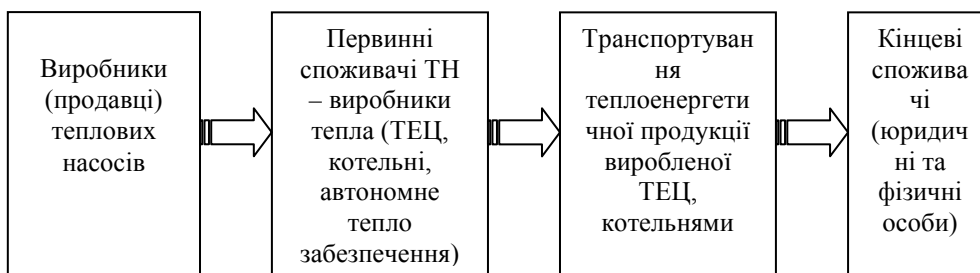 Виробники
(продавці)
теплових
насосів
Первинні
споживачі ТН
– виробники
тепла (ТЕЦ,
котельні,
автономне
тепло
забезпечення)
Транспортуван
ня
теплоенергети
чної продукції
виробленої
ТЕЦ,
котельнями
Кінцеві
спожива
чі
(юридич
ні та
фізичні
особи)